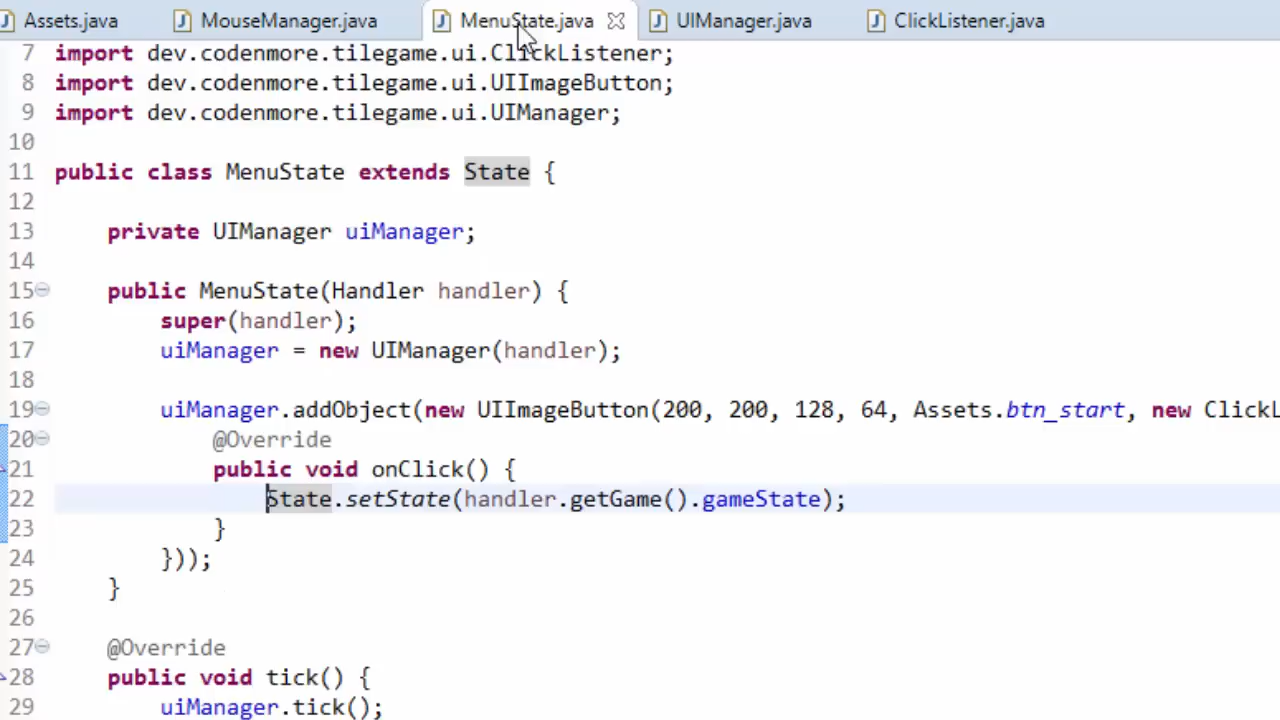 Assets.java MouseManager.java MenuState.java UIManager.java ClickListener.java
7 import dev.codenmore.tilegame.ui.ClickListener;
8 import dev.codenmore.tilegame.ui.UIImageButton;
9 import dev.codenmore.tilegame.ui.UIManager;
10
11 public class MenuState extends State {
12
13 private UIManager uiManager;
14
15 public MenuState(Handler handler) {
16 super(handler);
17 uiManager = new UIManager(handler);
18
19 uiManager.addObject(new UIImageButton(200, 200, 128, 64, Assets.btn_start, new ClickL
20 @Override
21 public void onClick() {
22 State.setState(handler.getGame().gameState);
23 }
24 }));
25 }
26
27 @Override
28 public void tick() {
29 uiManager.tick();